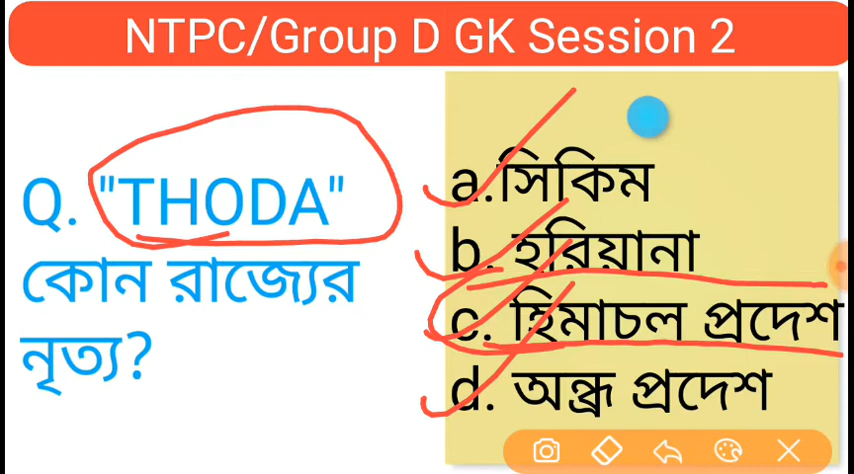 NTPC/Group D GK Session 2
Q. "THODA"
কোন রাজ্যের
নৃত্য?
a.সিকিম
b. হরিয়ানা
c. হিমাচল প্রদেশ
d. অন্ধ্র প্রদেশ